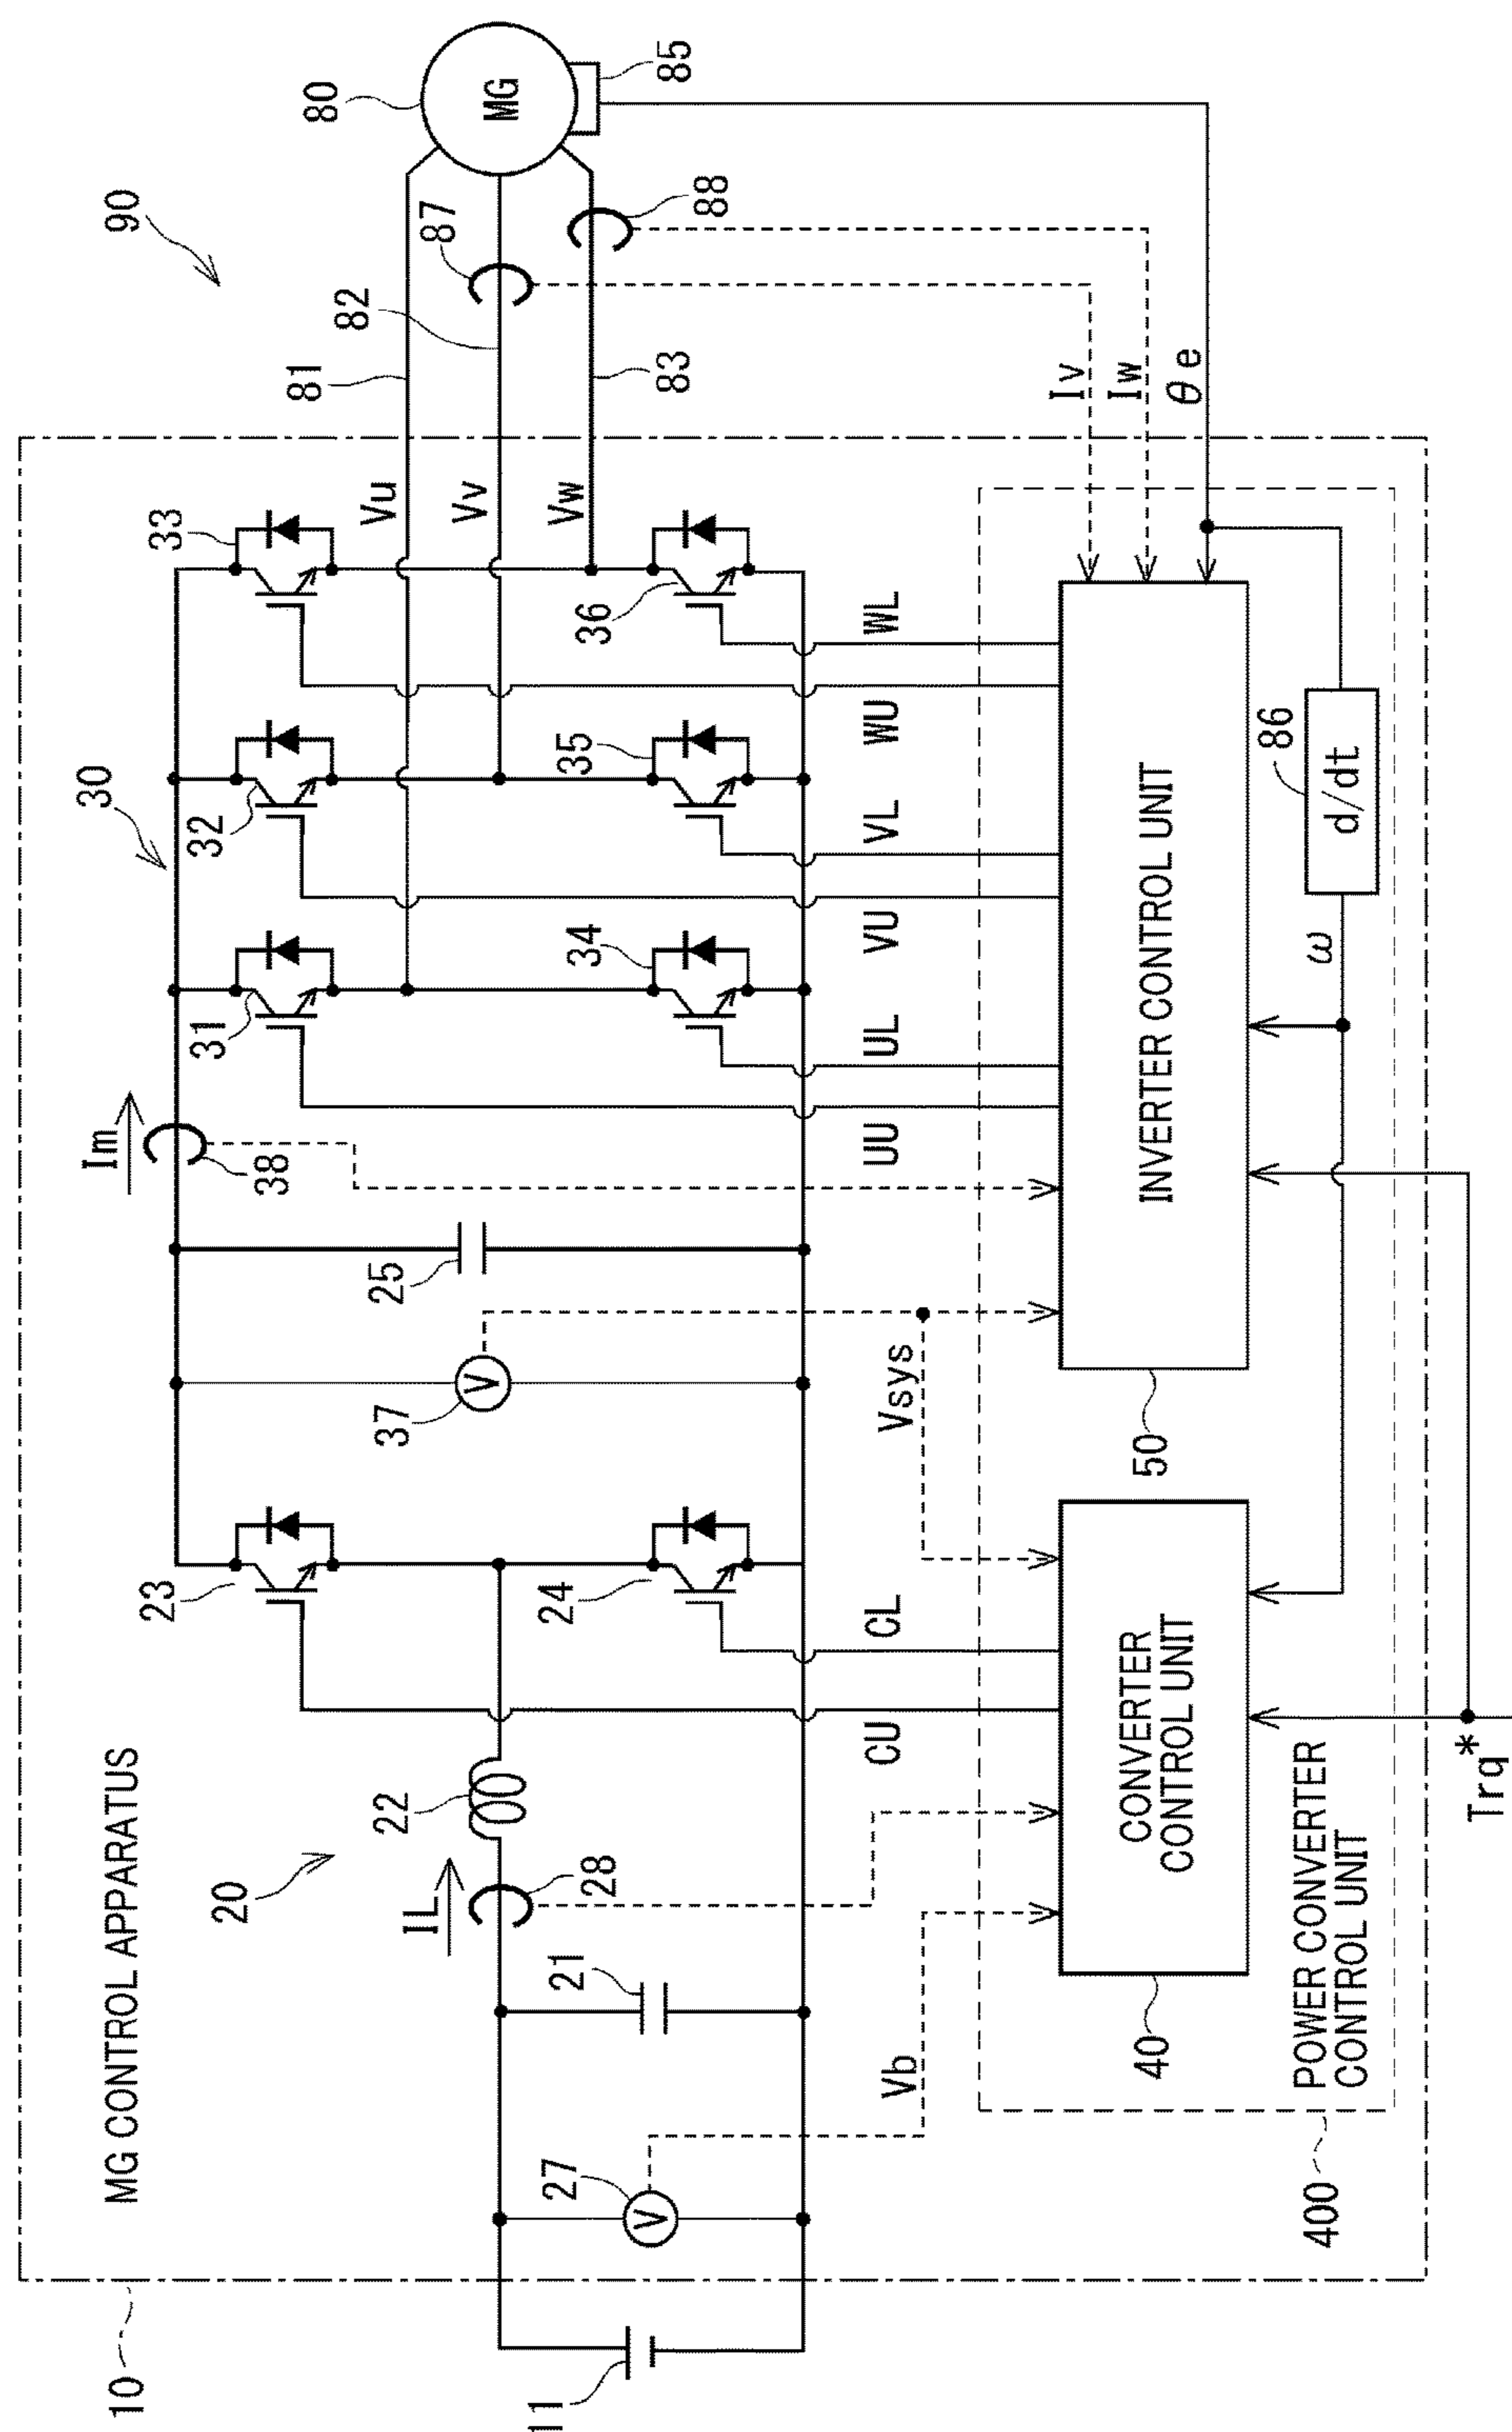 90
80
MG
85
87
88
82
81
83
Iv
Iw
θe
MG CONTROL APPARATUS
10
30
33
32
31
Im
38
Vu
Vv
Vw
36
35
34
25
V
37
23
24
22
20
IL
28
21
V
27
11
WL
WU
VL
VU
UL
UU
Vsys
CL
CU
Vb
INVERTER CONTROL UNIT
50
86
d/dt
ω
CONVERTER
CONTROL UNIT
40
POWER CONVERTER
CONTROL UNIT
400
Trq*